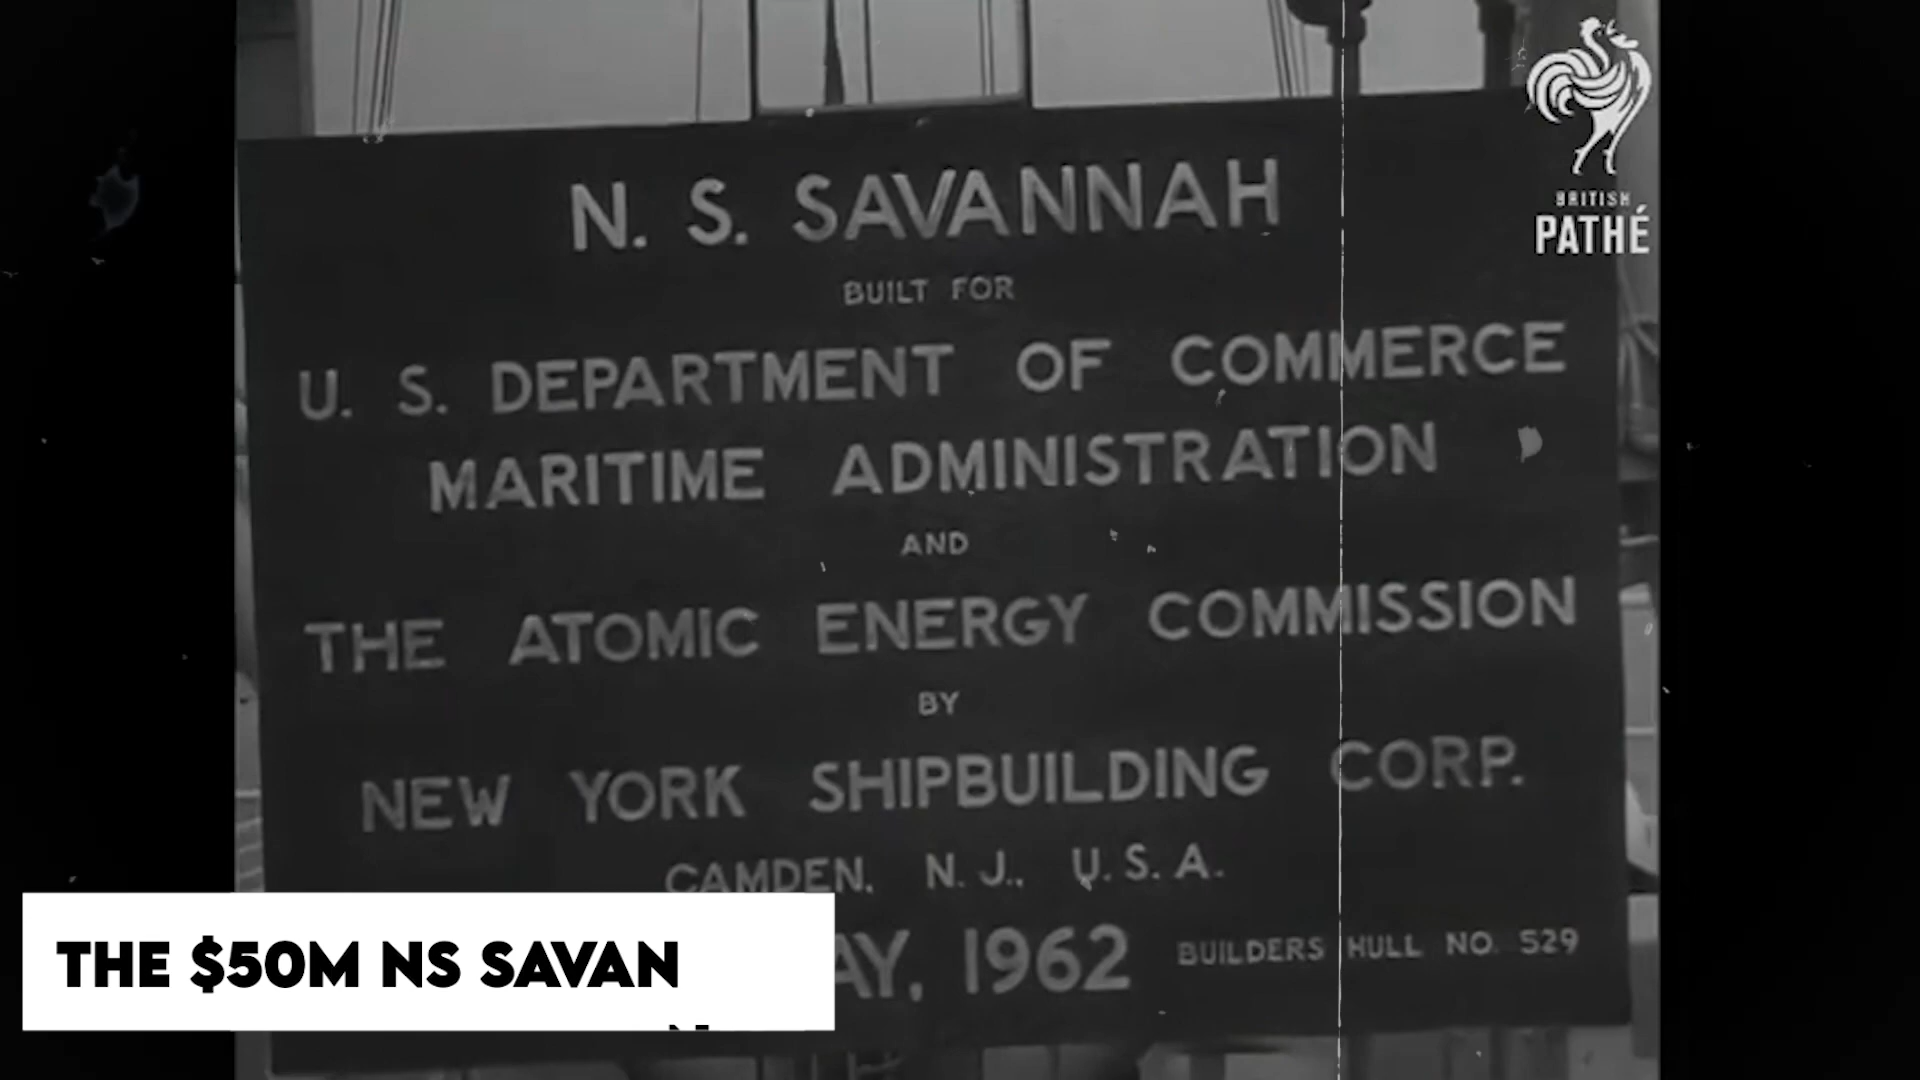 BRITISH
PATHÉ
N. S. SAVANNAH
BUILT FOR
U. S. DEPARTMENT OF COMMERCE
MARITIME ADMINISTRATION
AND
THE ATOMIC ENERGY COMMISSION
BY
NEW YORK SHIPBUILDING CORP.
CAMDEN, N. J., U. S. A.
AY, 1962 BUILDERS HULL NO. 529
THE $50M NS SAVAN